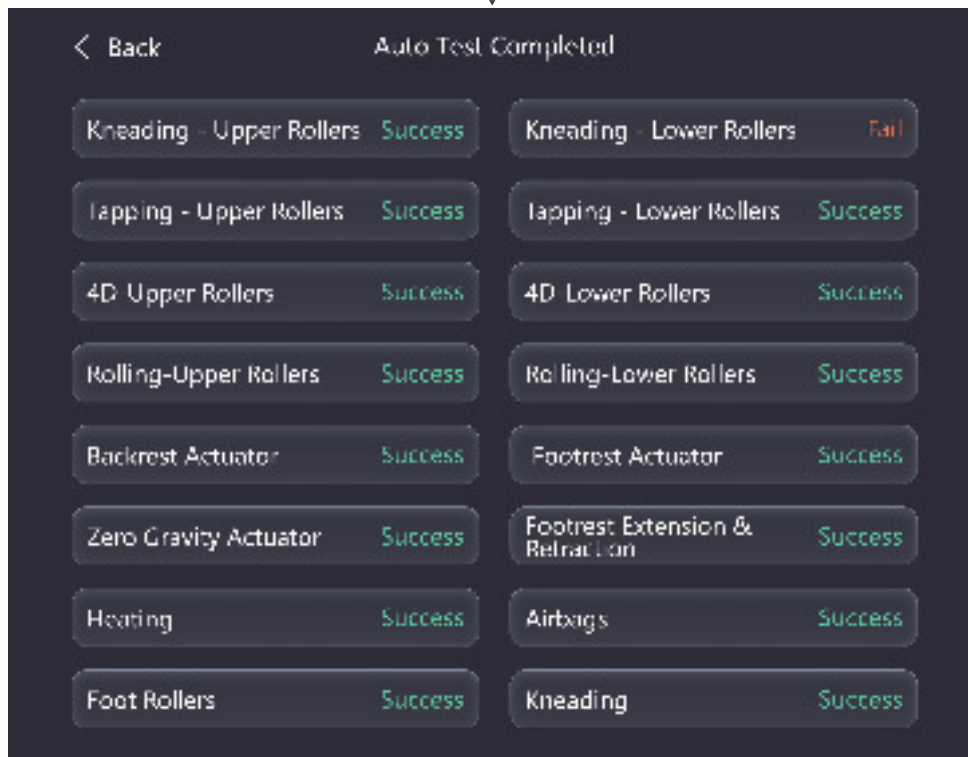 Back
Auto Test Completed
Kneading - Upper Rollers Success
Kneading - Lower Rollers Fail
Tapping - Upper Rollers Success
Tapping - Lower Rollers Success
4D Upper Rollers Success
4D Lower Rollers Success
Rolling-Upper Rollers Success
Rolling-Lower Rollers Success
Backrest Actuator Success
Footrest Actuator Success
Zero Gravity Actuator Success
Footrest Extension &
Retraction Success
Heating Success
Airbags Success
Foot Rollers Success
Kneading Success